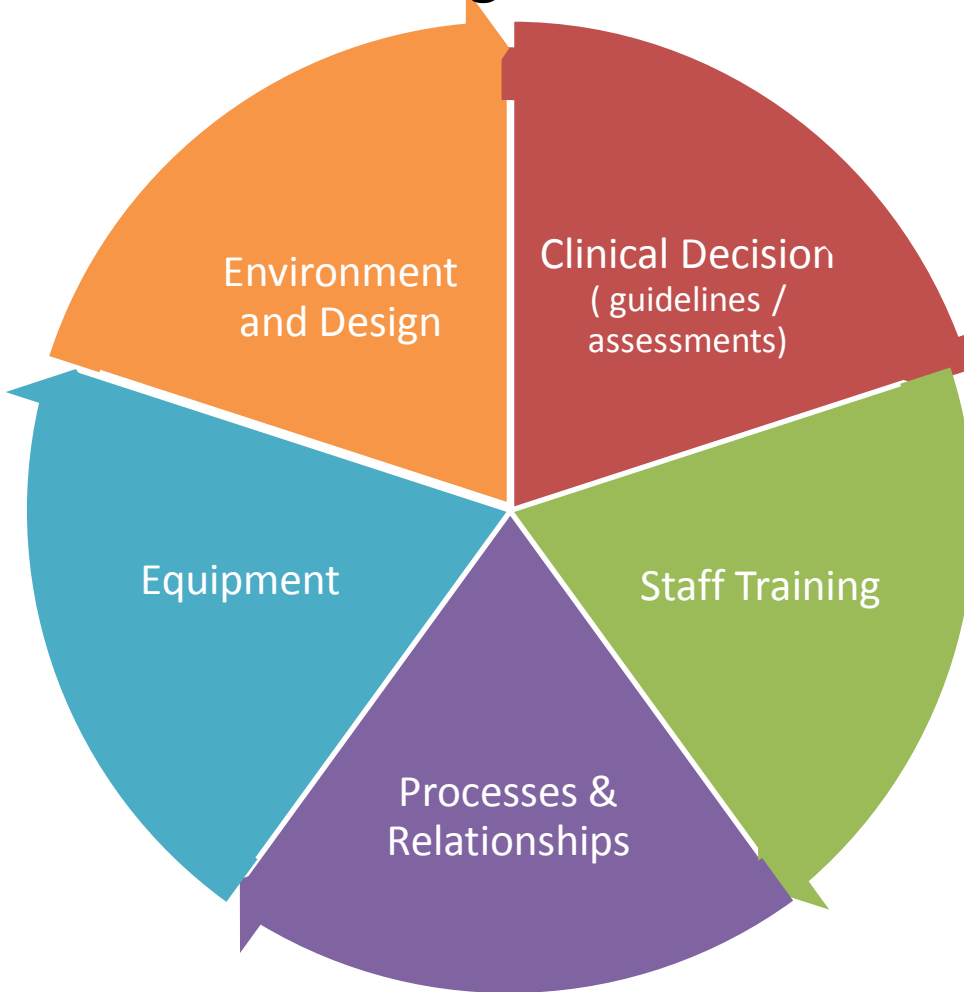 Environment
and Design
Clinical Decision
( guidelines /
assessments)
Equipment
Staff Training
Processes &
Relationships